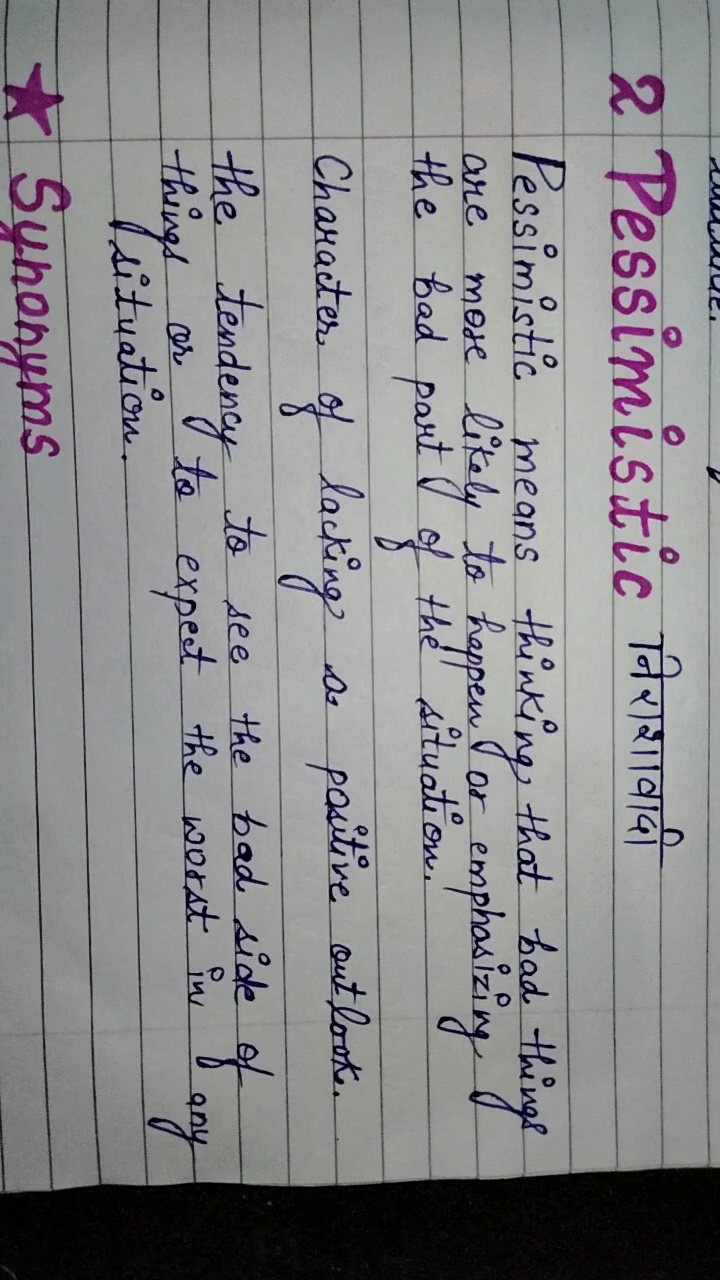 2 Pessimistic निराशावादी
Pessimistic means thinking that bad things
are more likely to happen or emphasizing
the bad part of the situation.
Character of lacking a positive outlook.
the tendency to see the bad side of
things or to expect the worst in any
situation.
★ Synonyms